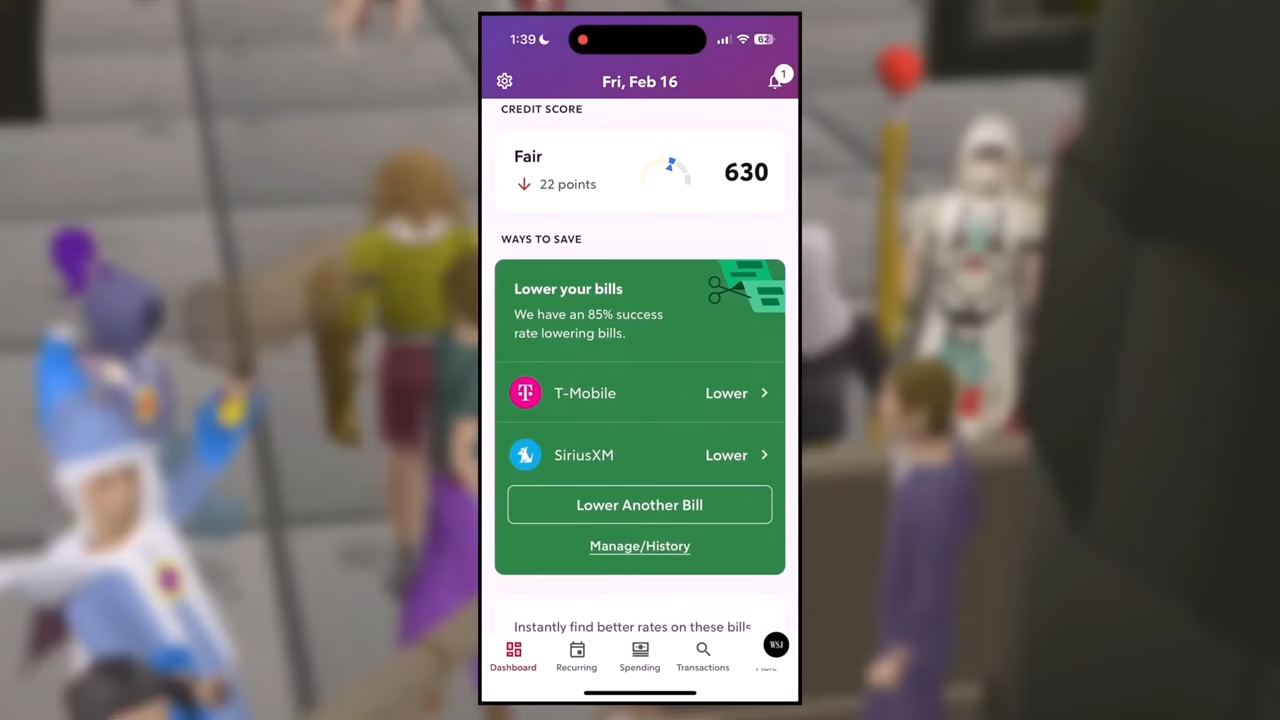 1:39
62
Fri, Feb 16
1
CREDIT SCORE
Fair
22 points
630
WAYS TO SAVE
Lower your bills
We have an 85% success
rate lowering bills.
T
T-Mobile
Lower
SiriusXM
Lower
Lower Another Bill
Manage/History
Instantly find better rates on these bills
WSJ
Dashboard
Recurring
Spending
Transactions
More